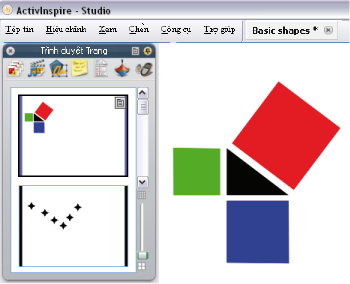 ActivInspire - Studio
Tệp tin Hiệu chỉnh Xem Chèn Công cụ Trợ giúp
Basic shapes *
Trình duyệt Trang